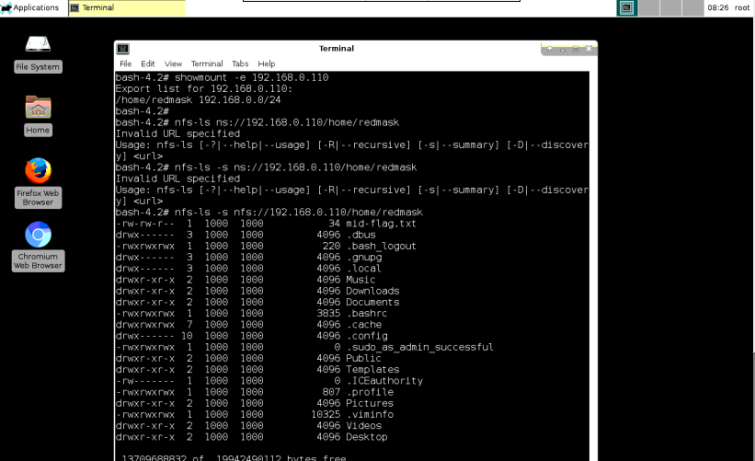 Applications
Terminal
08:26 root
File System
Home
Firefox Web
Browser
Chromium
Web Browser
Terminal
File Edit View Terminal Tabs Help
bash-4.2# showmount -e 192.168.0.110
Export list for 192.168.0.110:
/home/redmask 192.168.0.0/24
bash-4.2#
bash-4.2# nfs-ls ns://192.168.0.110/home/redmask
Invalid URL specified
Usage: nfs-ls [-?|--help|--usage] [-R|--recursive] [-s|--summary] [-D|--discover
y] <url>
bash-4.2# nfs-ls -s ns://192.168.0.110/home/redmask
Invalid URL specified
Usage: nfs-ls [-?|--help|--usage] [-R|--recursive] [-s|--summary] [-D|--discover
y] <url>
bash-4.2# nfs-ls -s nfs://192.168.0.110/home/redmask
-rw-rw-r-- 1 1000 1000 34 mid-flag.txt
drwx------ 3 1000 1000 4096 .dbus
-rwxrwxrwx 1 1000 1000 220 .bash_logout
drwx------ 3 1000 1000 4096 .gnupg
drwx------ 3 1000 1000 4096 .local
drwxr-xr-x 2 1000 1000 4096 Music
drwxr-xr-x 2 1000 1000 4096 Downloads
drwxr-xr-x 2 1000 1000 4096 Documents
-rwxrwxrwx 1 1000 1000 3835 .bashrc
drwxrwxrwx 7 1000 1000 4096 .cache
drwx------ 10 1000 1000 4096 .config
-rwxrwxrwx 1 1000 1000 0 .sudo_as_admin_successful
drwxr-xr-x 2 1000 1000 4096 Public
drwxr-xr-x 2 1000 1000 4096 Templates
-rw------- 1 1000 1000 0 .ICEauthority
-rwxrwxrwx 1 1000 1000 807 .profile
drwxr-xr-x 2 1000 1000 4096 Pictures
-rwxrwxrwx 1 1000 1000 10325 .viminfo
drwxr-xr-x 2 1000 1000 4096 Videos
drwxr-xr-x 2 1000 1000 4096 Desktop
13709688832 of 19942490112 bytes free